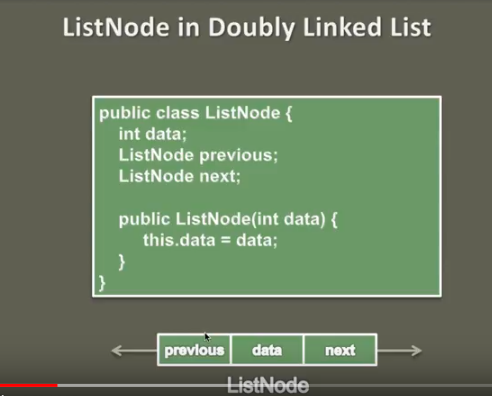 ListNode in Doubly Linked List
public class ListNode {
int data;
ListNode previous;
ListNode next;
public ListNode(int data) {
this.data = data;
}
}
previous data next
ListNode